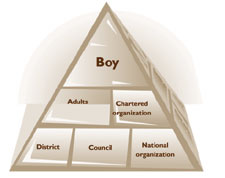 Boy
Adults
Chartered
organization
District
Council
National
organization